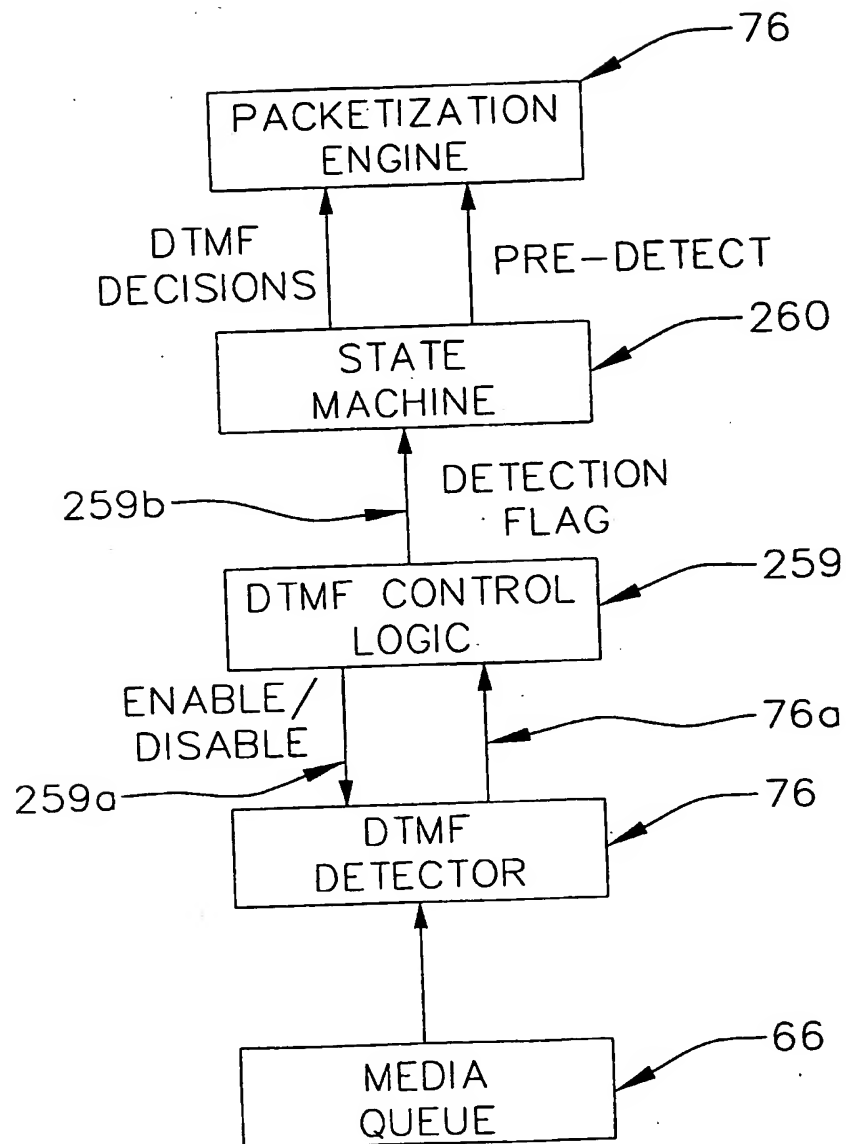 76
PACKETIZATION
ENGINE
DTMF
DECISIONS
PRE-DETECT
260
STATE
MACHINE
259b
DETECTION
FLAG
259
DTMF CONTROL
LOGIC
ENABLE/
DISABLE
76a
259a
76
DTMF
DETECTOR
66
MEDIA
QUEUE